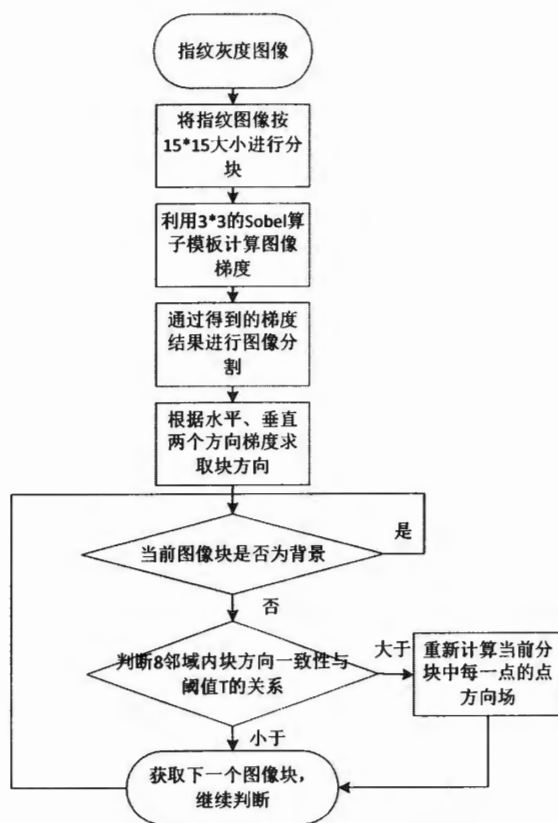 指纹灰度图像
将指纹图像按
15*15大小进行分
块
利用3*3的Sobel算
子模板计算图像
梯度
通过得到的梯度
结果进行图像分
割
根据水平、垂直
两个方向梯度求
取块方向
是
当前图像块是否为背景
否
判断8邻域内块方向一致性与
阈值T的关系
大于
重新计算当前分
块中每一点的点
方向场
小于
获取下一个图像块，
继续判断